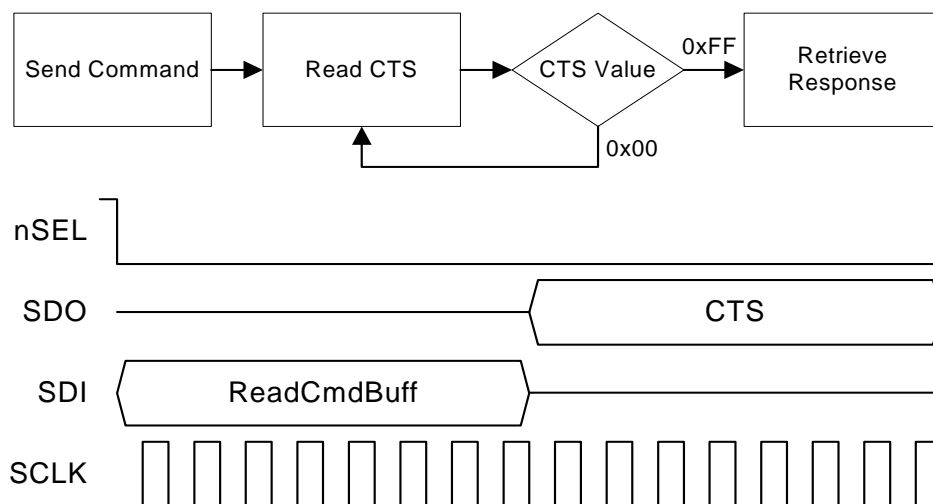 Send Command
Read CTS
CTS Value
0xFF
Retrieve
Response
0x00
nSEL
SDO
CTS
SDI
ReadCmdBuff
SCLK